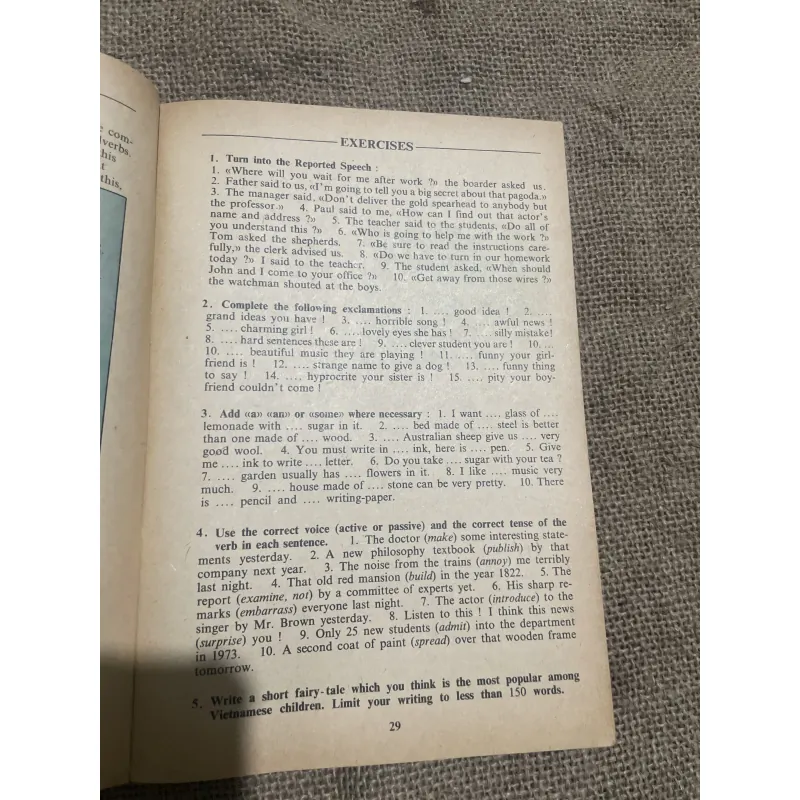 com-
verbs.
his
t
this.
EXERCISES
1. Turn into the Reported Speech :
1. «Where will you wait for me after work ?» the boarder asked us.
2. Father said to us, «I'm going to tell you a big secret about that pagoda.»
3. The manager said, «Don't deliver the gold spearhead to anybody but
the professor.» 4. Paul said to me, «How can I find out that actor's
name and address ?» 5. The teacher said to the students, «Do all of
you understand this ?» 6. «Who is going to help me with the work ?»
Tom asked the shepherds. 7. «Be sure to read the instructions care-
fully,» the clerk advised us. 8. «Do we have to turn in our homework
today ?» I said to the teacher. 9. The student asked, «When should
John and I come to your office ?» 10. «Get away from those wires ?»
the watchman shouted at the boys.
2. Complete the following exclamations : 1. .... good idea ! 2. ....
grand ideas you have ! 3. .... horrible song ! 4. .... awful news !
5. .... charming girl ! 6. ....lovely eyes she has ! 7. .... silly mistake!
8. .... hard sentences these are ! 9. ....clever student you are ! 10. ...
10. .... beautiful music they are playing ! 11. .... funny your girl-
friend is ! 12. .... strange name to give a dog ! 13. .... funny thing
to say ! 14. .... hyprocrite your sister is ! 15. .... pity your boy-
friend couldn't come !
3. Add «a» «an» or «some» where necessary : 1. I want .... glass of ....
lemonade with .... sugar in it. 2. .... bed made of .... steel is better
than one made of .... wood. 3. .... Australian sheep give us .... very
good wool. 4. You must write in .... ink, here is .... pen. 5. Give
me .... ink to write .... letter. 6. Do you take .... sugar with your tea ?
7. .... garden usually has .... flowers in it. 8. I like .... music very
much. 9. .... house made of .... stone can be very pretty. 10. There
is .... pencil and .... writing-paper.
4. Use the correct voice (active or passive) and the correct tense of the
verb in each sentence. 1. The doctor (make) some interesting state-
ments yesterday. 2. A new philosophy textbook (publish) by that
company next year. 3. The noise from the trains (annoy) me terribly
last night. 4. That old red mansion (build) in the year 1822. 5. The
report (examine, not) by a committee of experts yet. 6. His sharp re-
marks (embarrass) everyone last night. 7. The actor (introduce) to the
singer by Mr. Brown yesterday. 8. Listen to this ! I think this news
(surprise) you ! 9. Only 25 new students (admit) into the department
in 1973. 10. A second coat of paint (spread) over that wooden frame
tomorrow.
5. Write a short fairy-tale which you think is the most popular among
Vietnamese children. Limit your writing to less than 150 words.
29